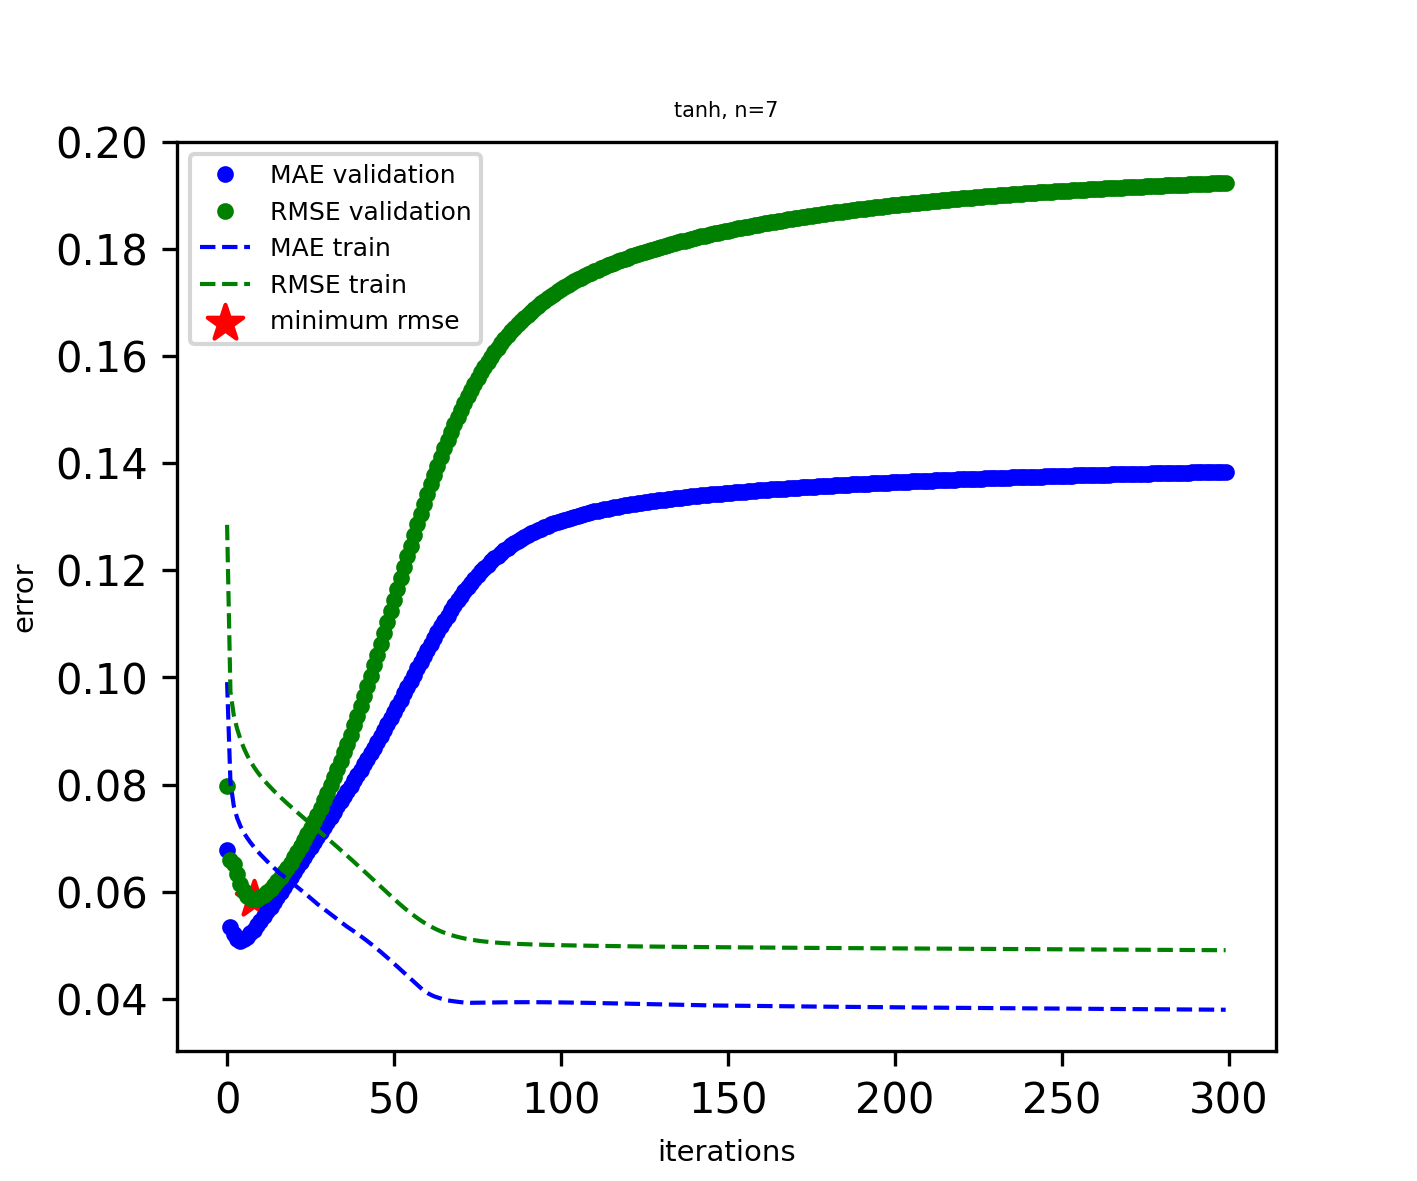 tanh, n=7
0.20
0.18
0.16
0.14
0.12
0.10
0.08
0.06
0.04
error
MAE validation
RMSE validation
MAE train
RMSE train
minimum rmse
0 50 100 150 200 250 300
iterations